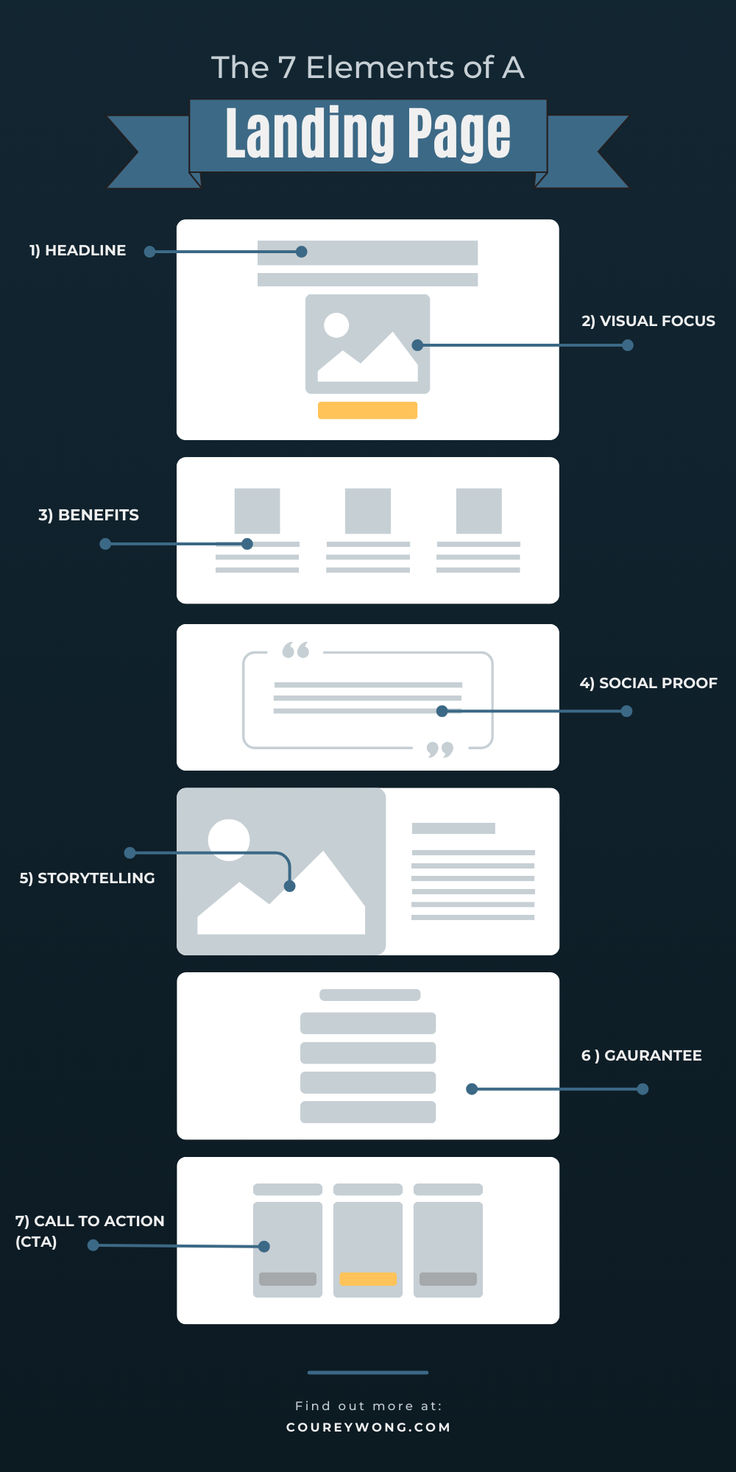 The 7 Elements of A
Landing Page
1) HEADLINE
2) VISUAL FOCUS
3) BENEFITS
4) SOCIAL PROOF
5) STORYTELLING
6 ) GAURANTEE
7) CALL TO ACTION
(CTA)
Find out more at:
COUREYWONG.COM